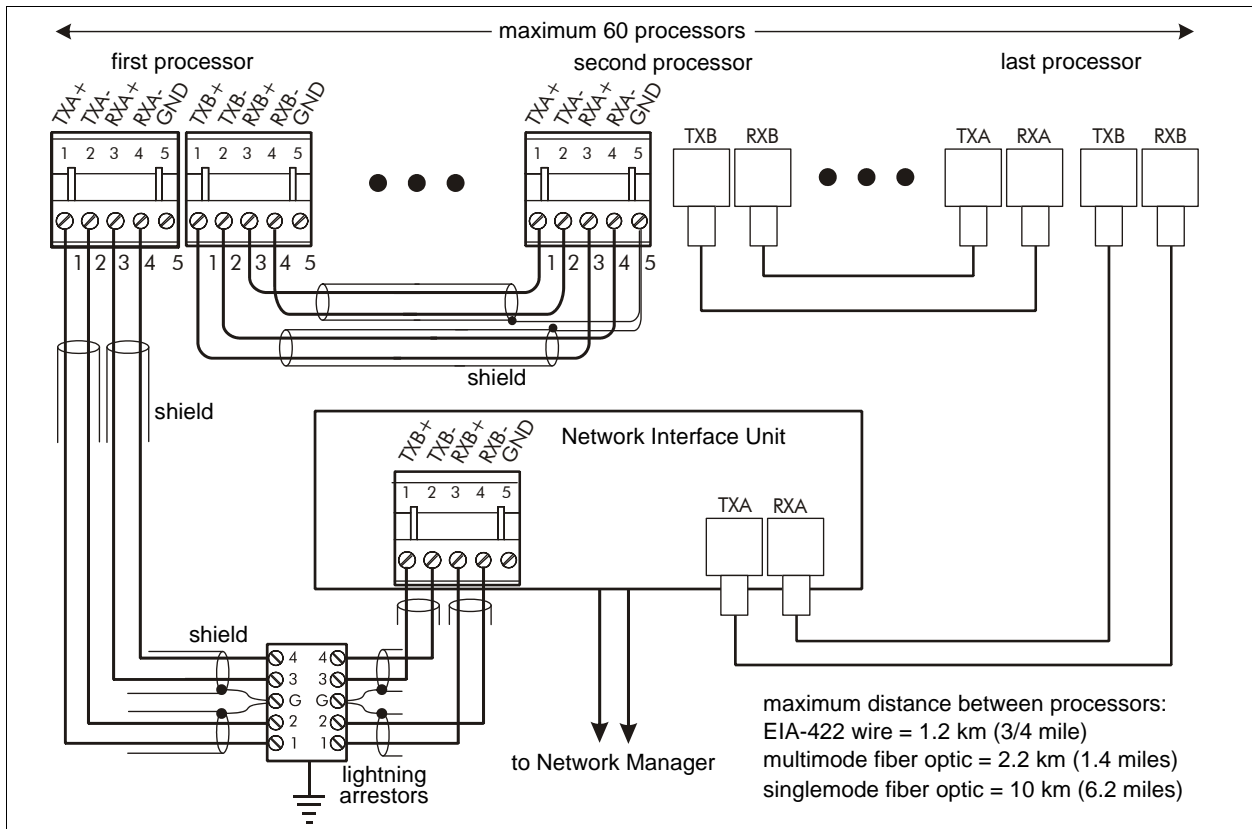 maximum 60 processors
first processor
second processor
last processor
TXA+ TXA- RXA+ RXA- GND
TXB+ TXB- RXB+ RXB- GND
TXA+ TXA- RXA+ RXA- GND
1 2 3 4 5
1 2 3 4 5
1 2 3 4 5
TXB RXB
TXA RXA TXB RXB
1 2 3 4 5
1 2 3 4 5
1 2 3 4 5
shield
shield
Network Interface Unit
TXB+ TXB- RXB+ RXB- GND
1 2 3 4 5
TXA RXA
shield
4 4
3 3
G G
2 2
1 1
lightning
arrestors
to Network Manager
maximum distance between processors:
EIA-422 wire = 1.2 km (3/4 mile)
multimode fiber optic = 2.2 km (1.4 miles)
singlemode fiber optic = 10 km (6.2 miles)